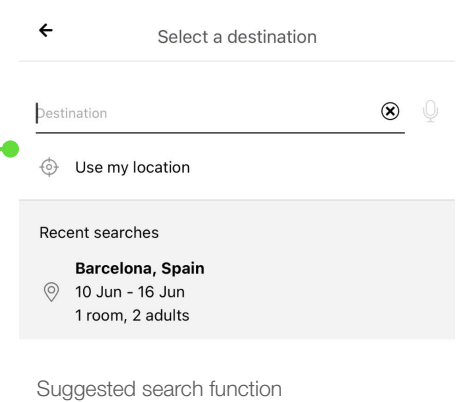 Select a destination
Destination
Use my location
Recent searches
Barcelona, Spain
10 Jun - 16 Jun
1 room, 2 adults
Suggested search function